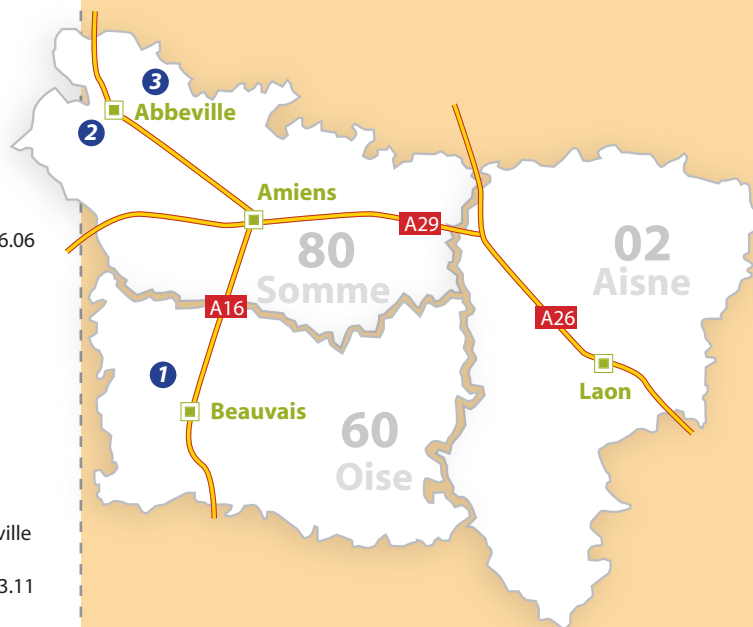 3
Abbeville
2
Amiens
6.06
A29
80
Somme
02
Aisne
A16
A26
1
Laon
Beauvais
60
Oise
ville
3.11